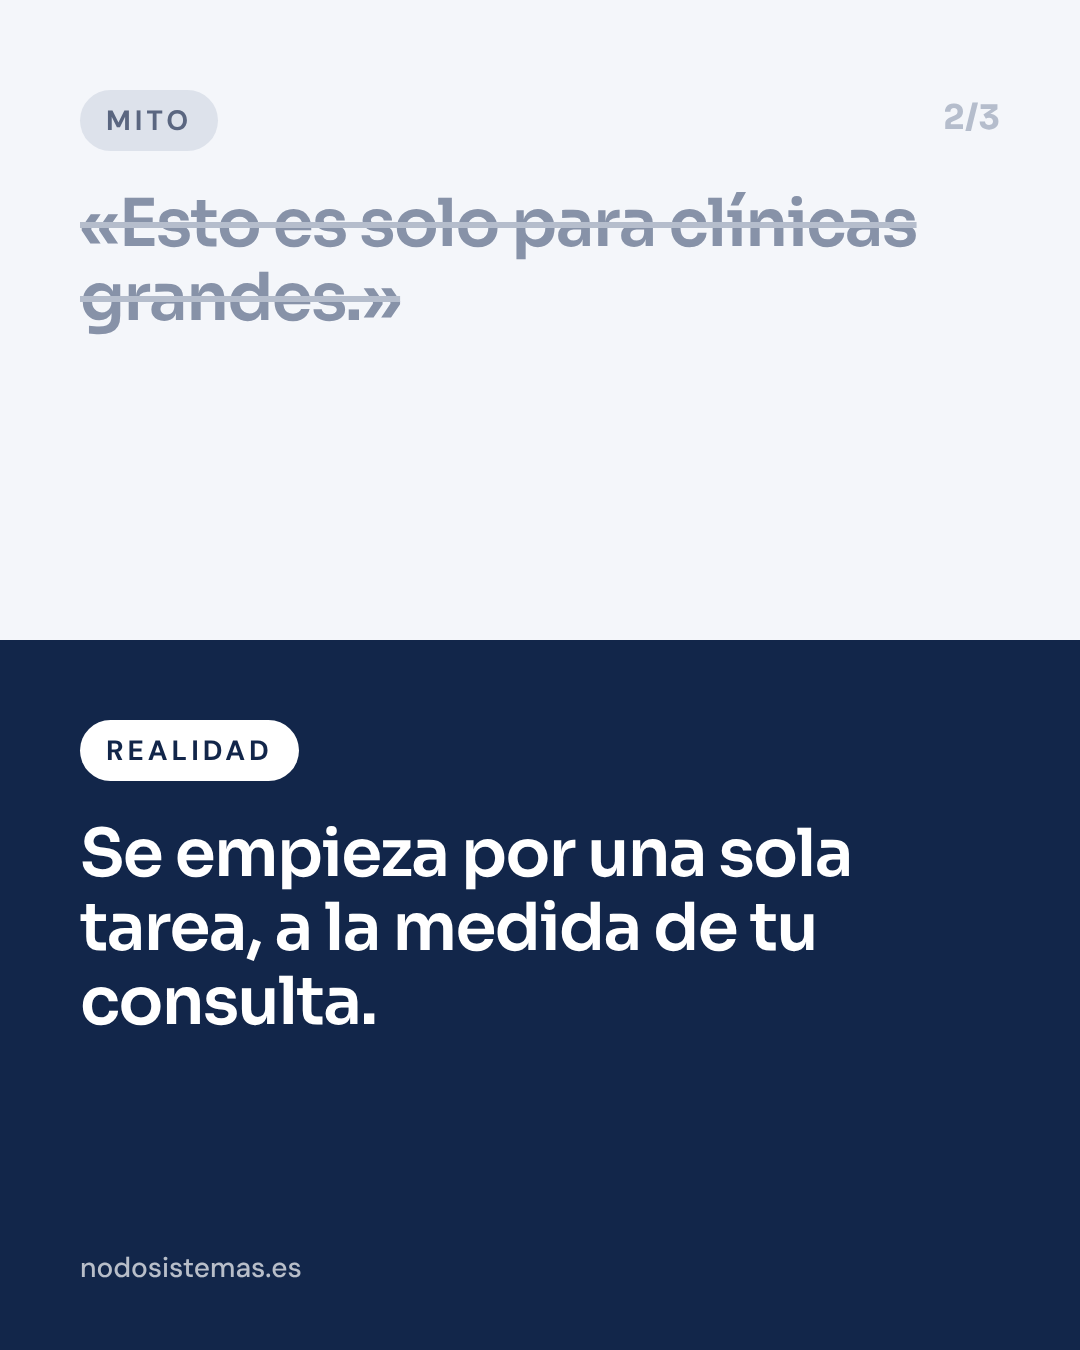 MITO
2/3
«Esto es solo para clínicas
grandes.»
REALIDAD
Se empieza por una sola
tarea, a la medida de tu
consulta.
nodosistemas.es